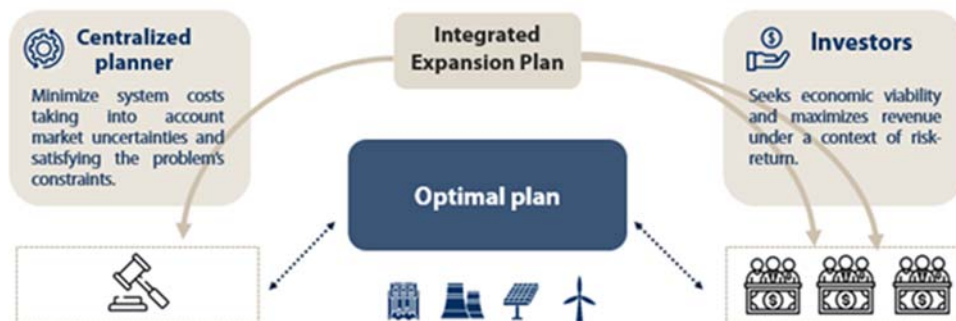 Centralized
planner
Minimize system costs
taking into account
market uncertainties and
satisfying the problem's
constraints.
Integrated
Expansion Plan
Investors
Seeks economic viability
and maximizes revenue
under a context of risk-
return.
Optimal plan